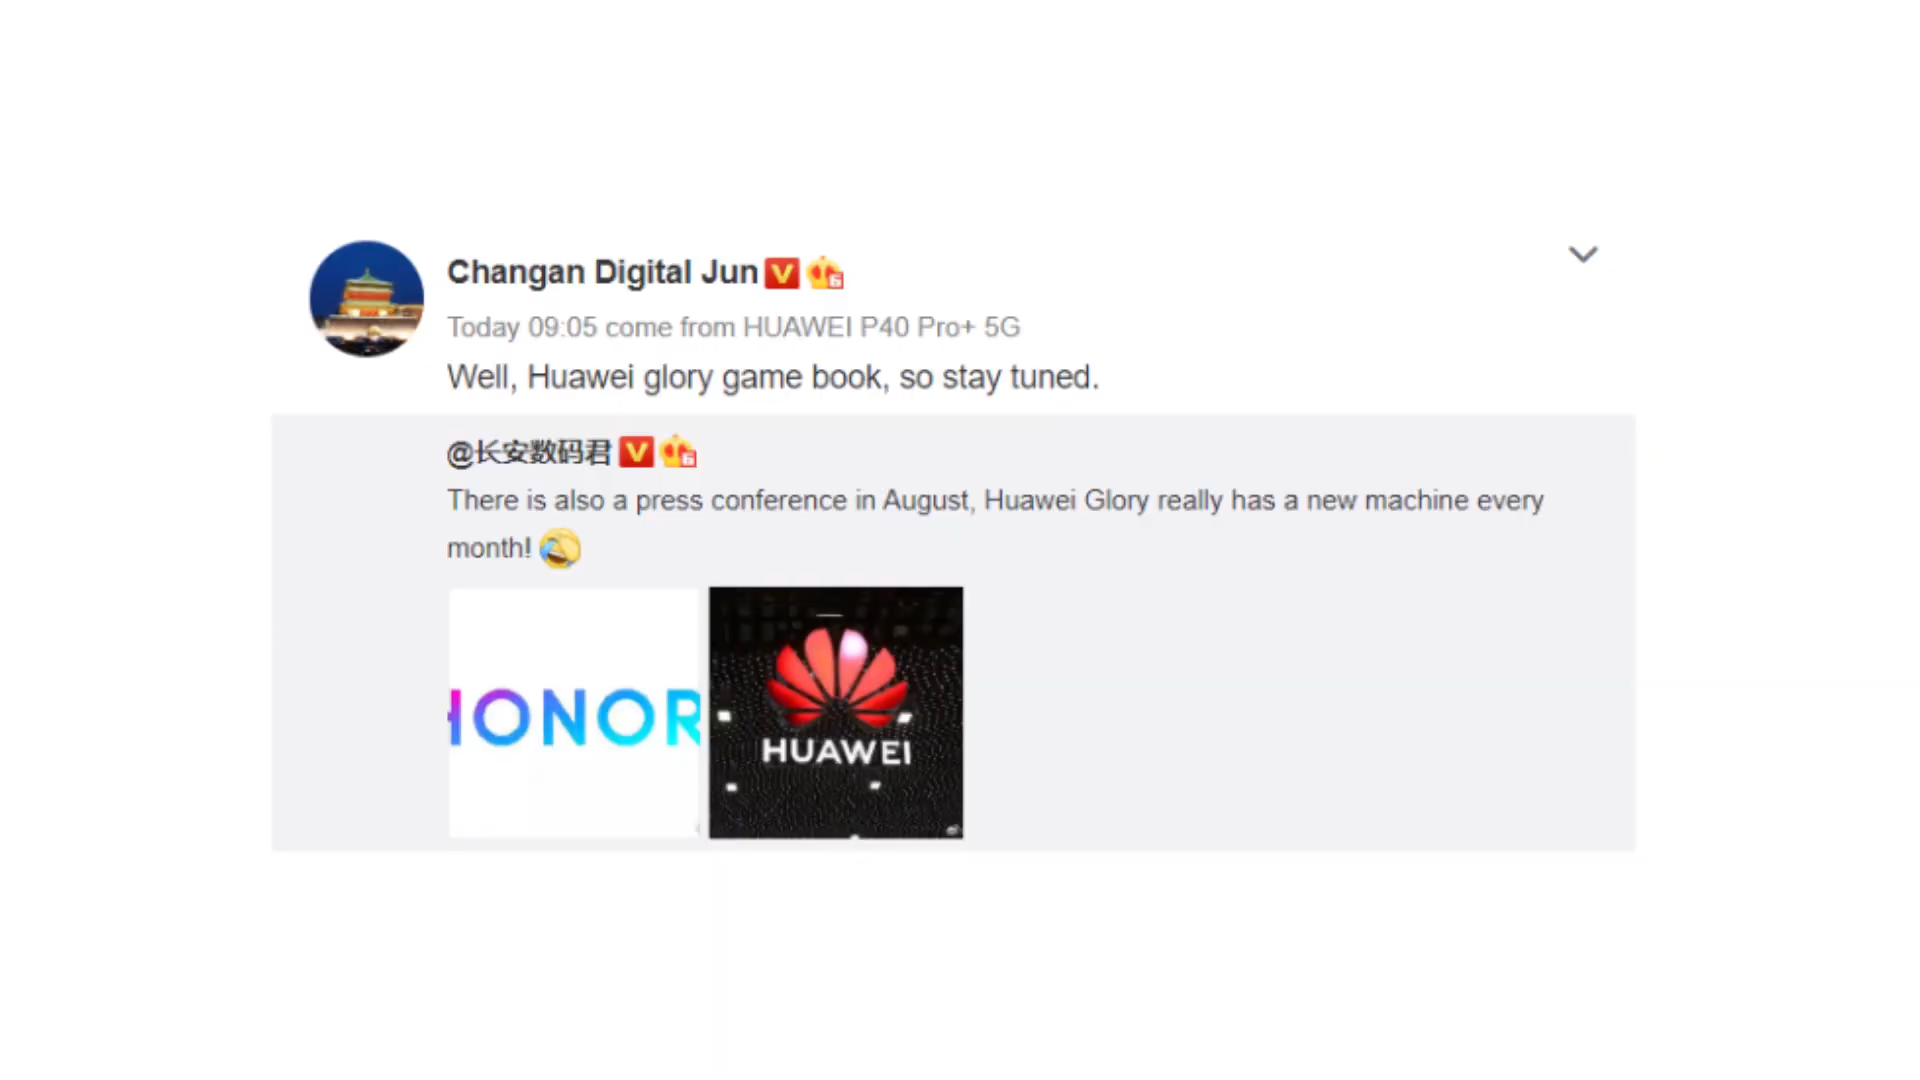 Changan Digital Jun
Today 09:05 come from HUAWEI P40 Pro+ 5G
Well, Huawei glory game book, so stay tuned.
@长安数码君
There is also a press conference in August, Huawei Glory really has a new machine every
month!
HONOR
HUAWEI